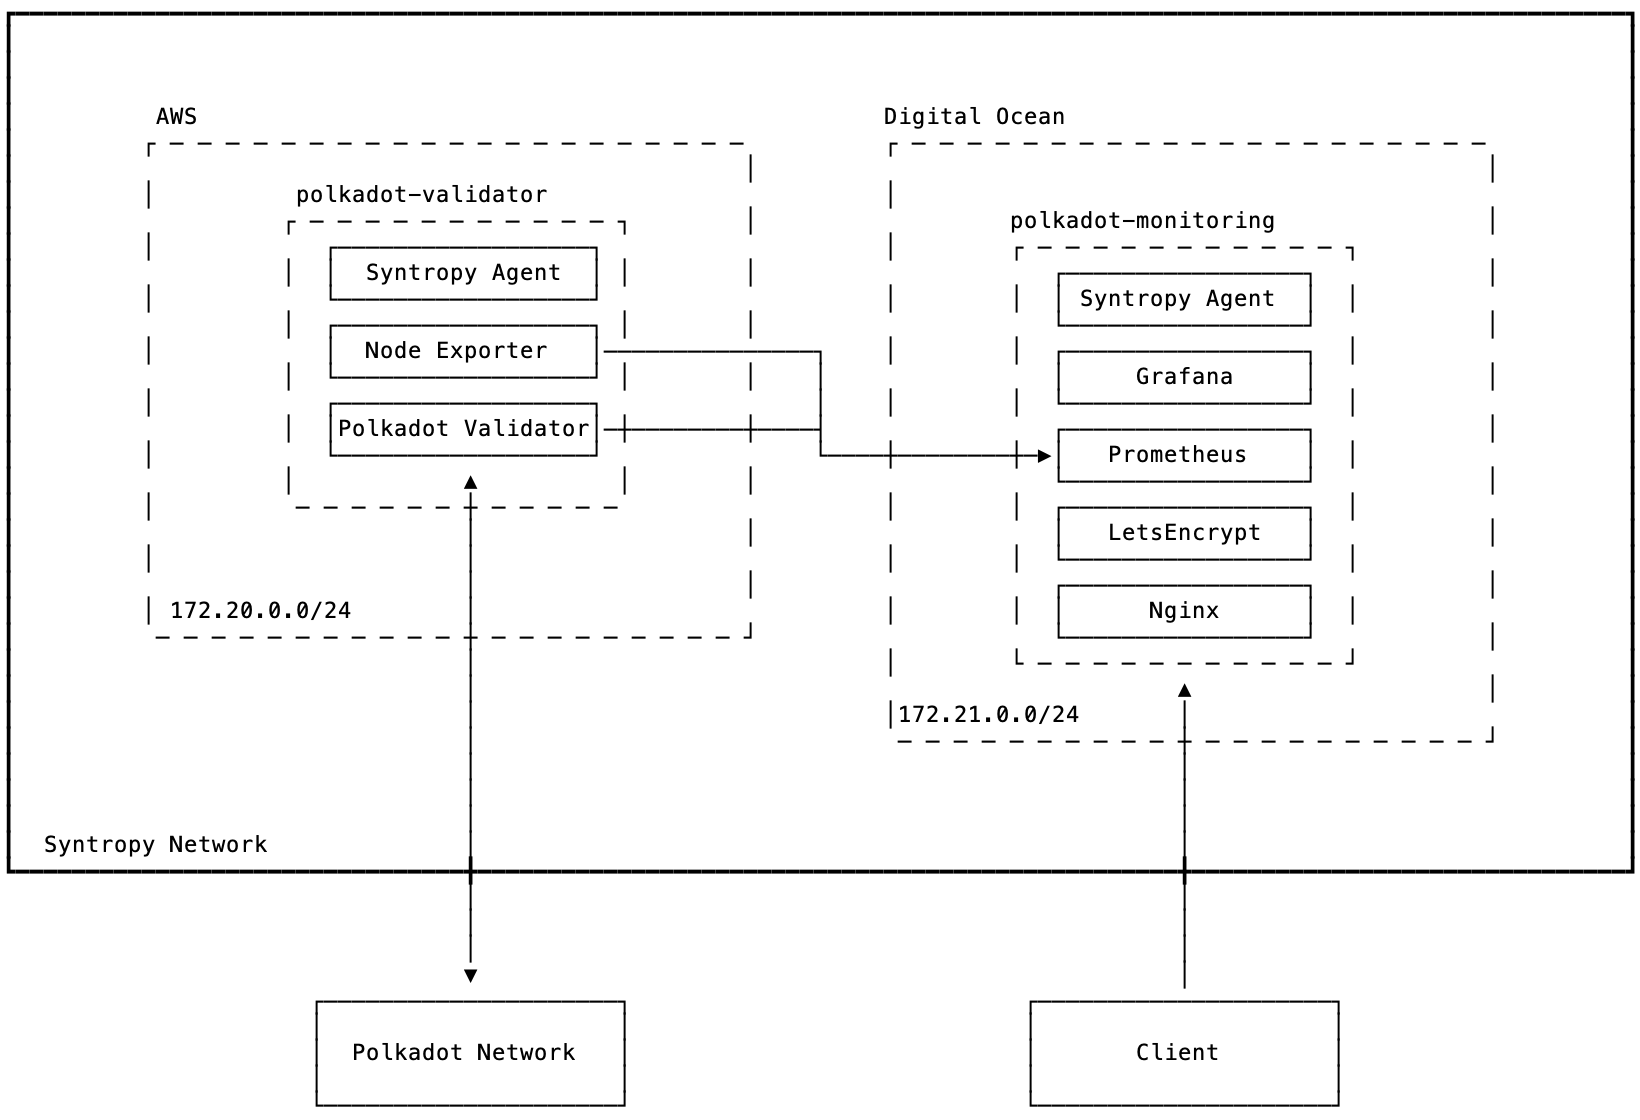 AWS
polkadot-validator
Syntropy Agent
Node Exporter
Polkadot Validator
172.20.0.0/24
Digital Ocean
polkadot-monitoring
Syntropy Agent
Grafana
Prometheus
LetsEncrypt
Nginx
172.21.0.0/24
Syntropy Network
Polkadot Network
Client